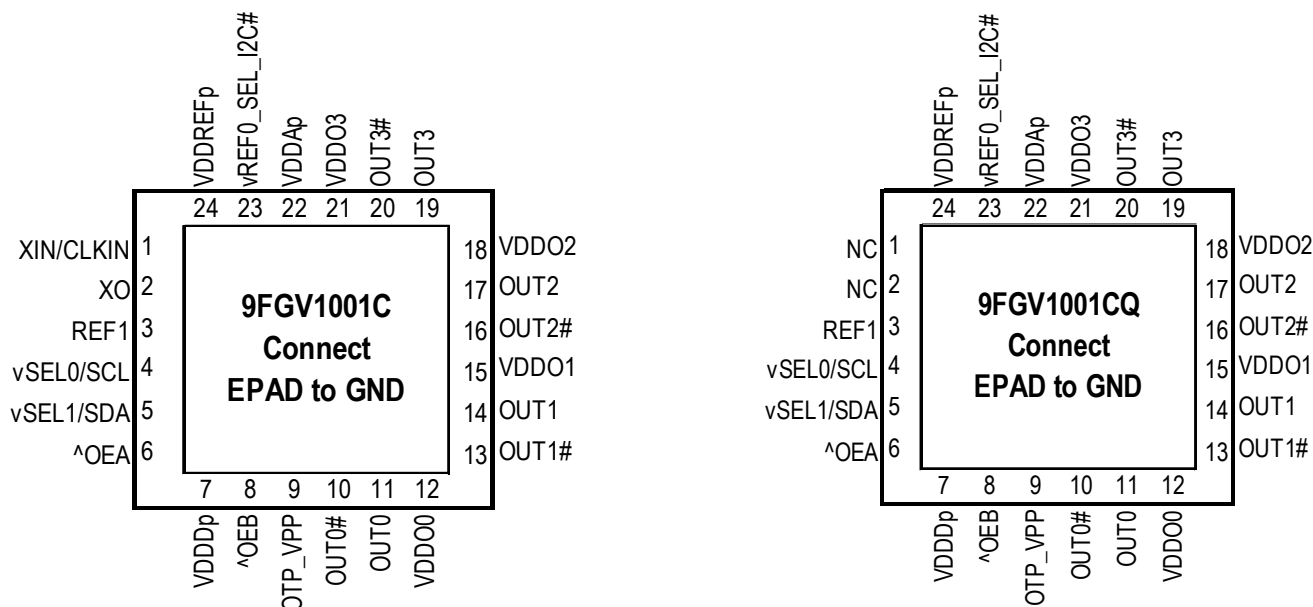 VDDREFp
vREF0_SEL_I2C#
VDDAp
VDDO3
OUT3#
OUT3
24 23 22 21 20 19
XIN/CLKIN 1
XO 2
REF1 3
vSEL0/SCL 4
vSEL1/SDA 5
^OEA 6
9FGV1001C
Connect
EPAD to GND
18 VDDO2
17 OUT2
16 OUT2#
15 VDDO1
14 OUT1
13 OUT1#
7 8 9 10 11 12
VDDDp
^OEB
OTP_VPP
OUT0#
OUT0
VDDO0
VDDREFp
vREF0_SEL_I2C#
VDDAp
VDDO3
OUT3#
OUT3
24 23 22 21 20 19
NC 1
NC 2
REF1 3
vSEL0/SCL 4
vSEL1/SDA 5
^OEA 6
9FGV1001CQ
Connect
EPAD to GND
18 VDDO2
17 OUT2
16 OUT2#
15 VDDO1
14 OUT1
13 OUT1#
7 8 9 10 11 12
VDDDp
^OEB
OTP_VPP
OUT0#
OUT0
VDDO0